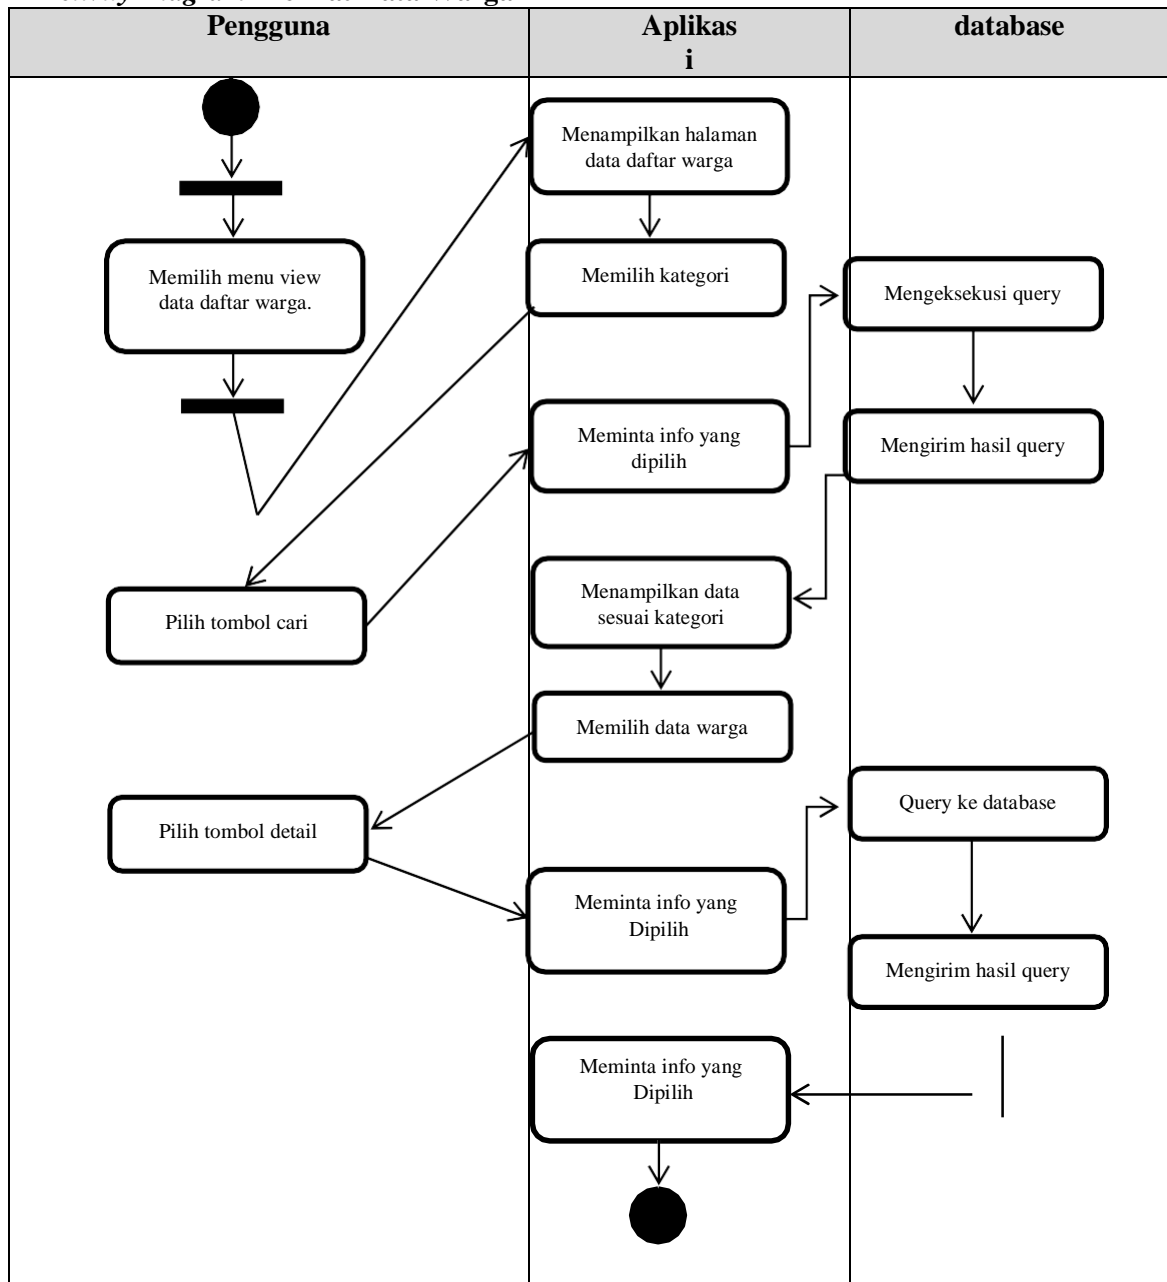 Pengguna
Aplikas
i
database
Menampilkan halaman
data daftar warga
Memilih menu view
data daftar warga.
Memilih kategori
Mengeksekusi query
Meminta info yang
dipilih
Mengirim hasil query
Menampilkan data
sesuai kategori
Pilih tombol cari
Memilih data warga
Pilih tombol detail
Query ke database
Meminta info yang
Dipilih
Mengirim hasil query
Meminta info yang
Dipilih